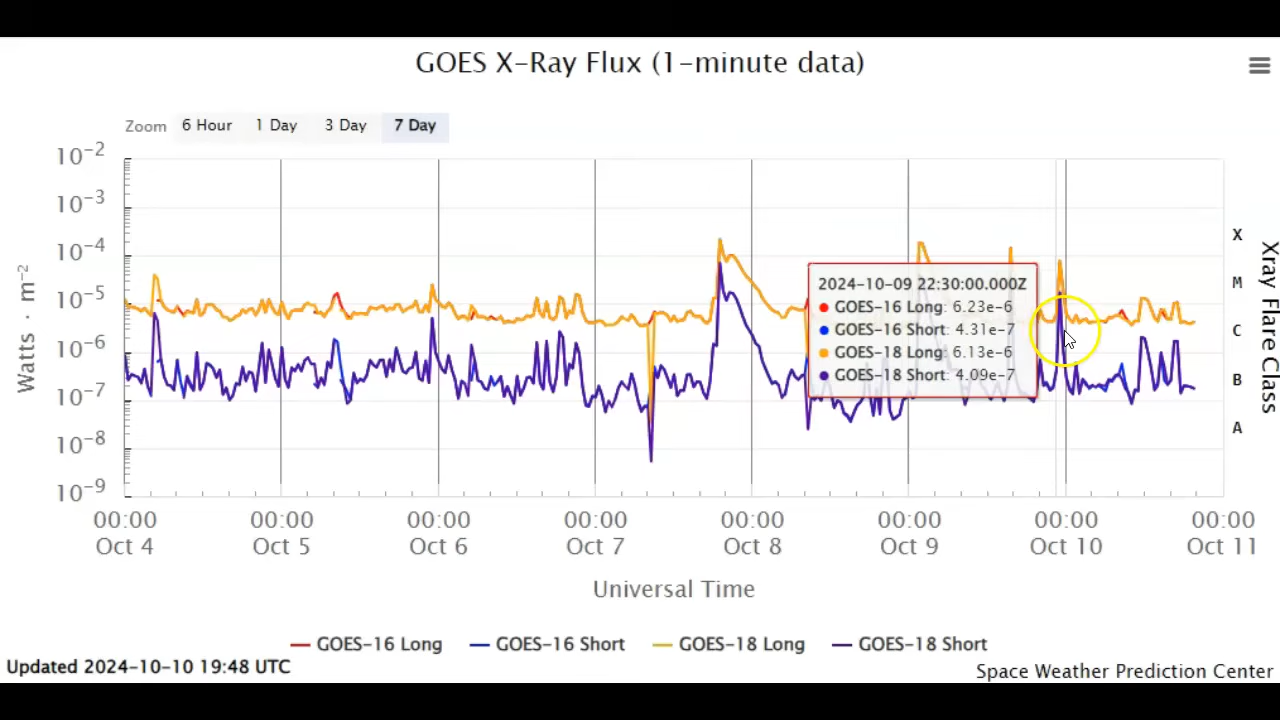 GOES X-Ray Flux (1-minute data)
Zoom 6 Hour 1 Day 3 Day 7 Day
10⁻²
10⁻³
10⁻⁴
10⁻⁵
10⁻⁶
10⁻⁷
10⁻⁸
10⁻⁹
Watts · m⁻²
X
M
C
B
A
Xray Flare Class
2024-10-09 22:30:00.000Z
GOES-16 Long: 6.23e-6
GOES-16 Short: 4.31e-7
GOES-18 Long: 6.13e-6
GOES-18 Short: 4.09e-7
00:00 00:00 00:00 00:00 00:00 00:00 00:00 00:00
Oct 4 Oct 5 Oct 6 Oct 7 Oct 8 Oct 9 Oct 10 Oct 11
Universal Time
GOES-16 Long GOES-16 Short GOES-18 Long GOES-18 Short
Updated 2024-10-10 19:48 UTC
Space Weather Prediction Center